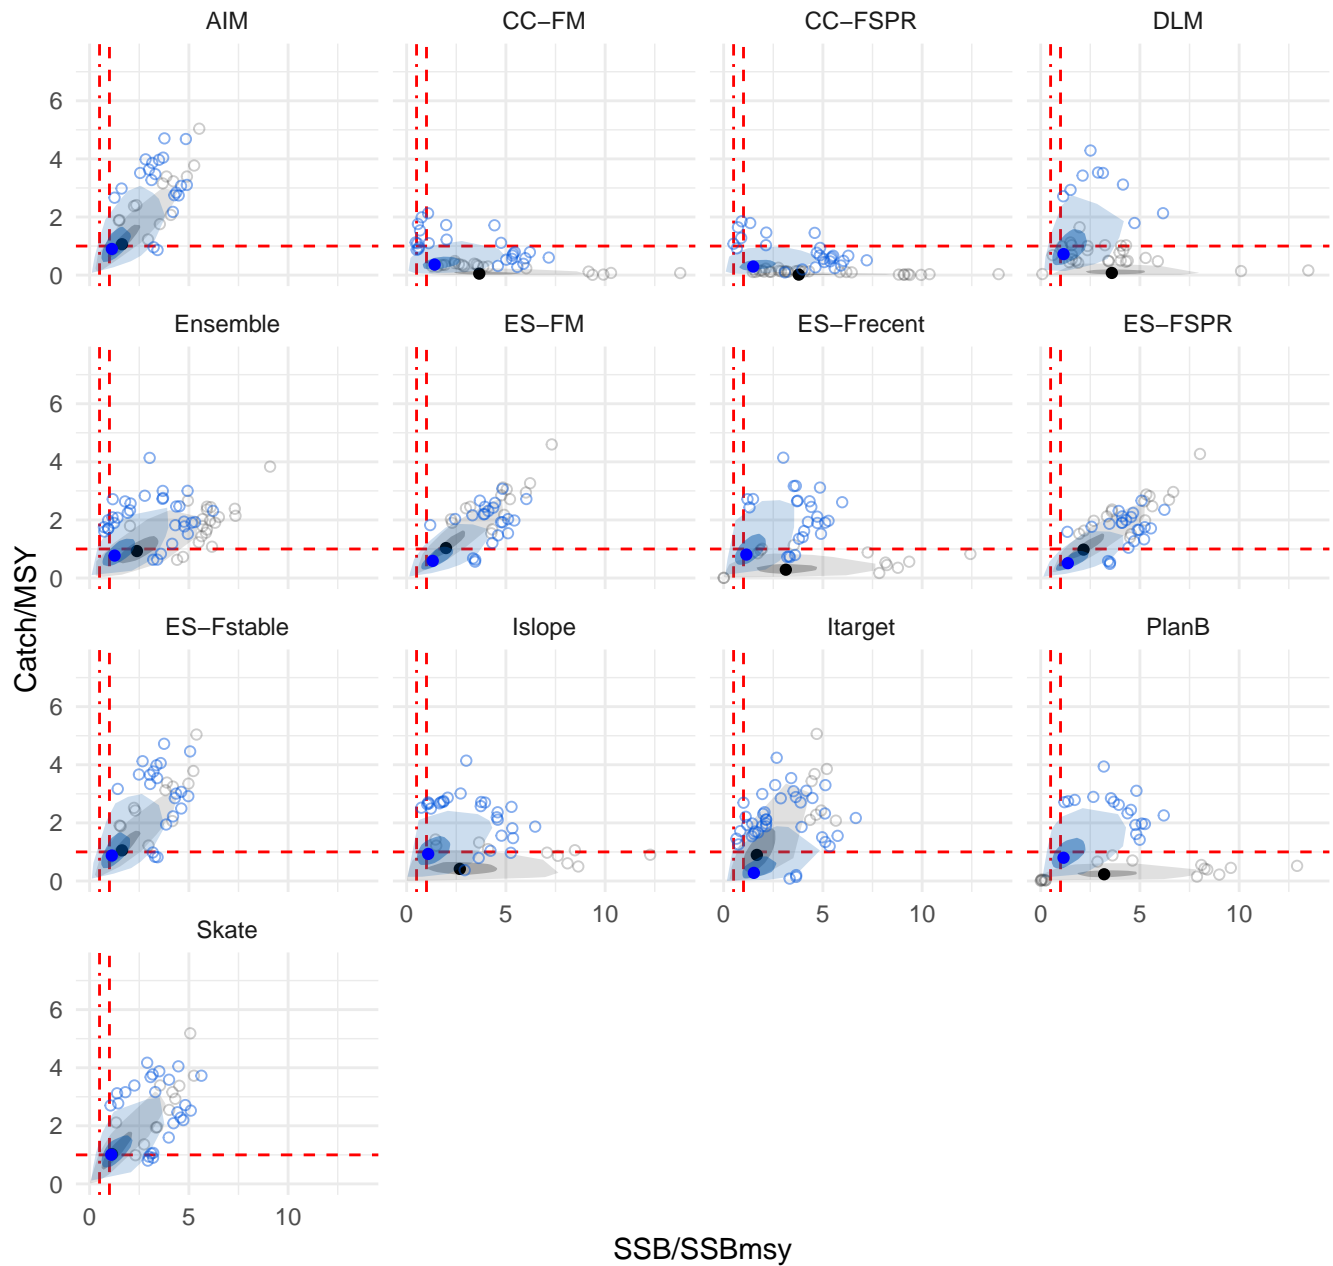 AIM CC−FM CC−FSPR DLM
6
4
2
0
Ensemble ES−FM ES−Frecent ES−FSPR
6
4
2
0
ES−Fstable Islope Itarget PlanB
6
4
2
0
0 5 10 0 5 10 0 5 10
Skate
6
4
2
0
0 5 10
Catch/MSY
SSB/SSBmsy